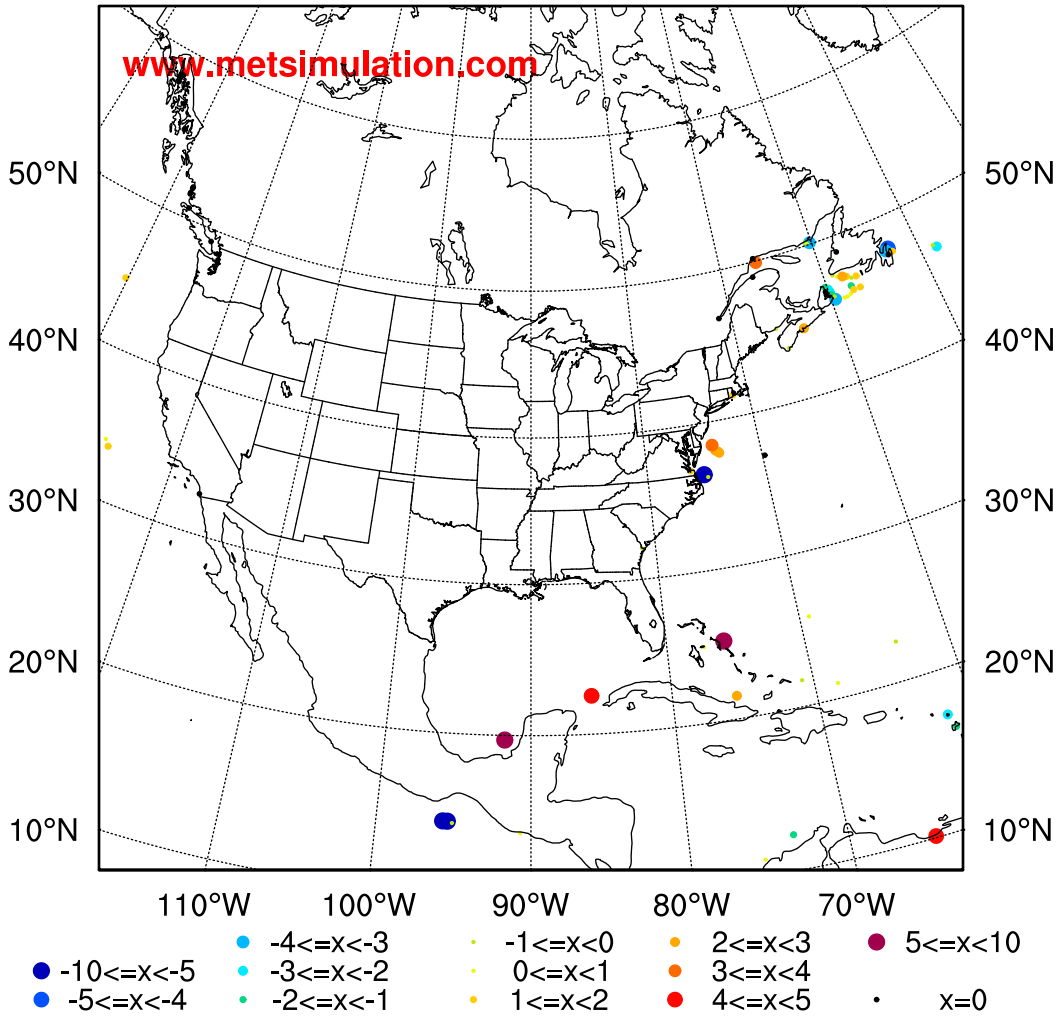 www.metsimulation.com
50°N 50°N
40°N 40°N
30°N 30°N
20°N 20°N
10°N 10°N
110°W 100°W 90°W 80°W 70°W
-4<=x<-3 -1<=x<0 2<=x<3 5<=x<10
-10<=x<-5 -3<=x<-2 0<=x<1 3<=x<4
-5<=x<-4 -2<=x<-1 1<=x<2 4<=x<5 x=0